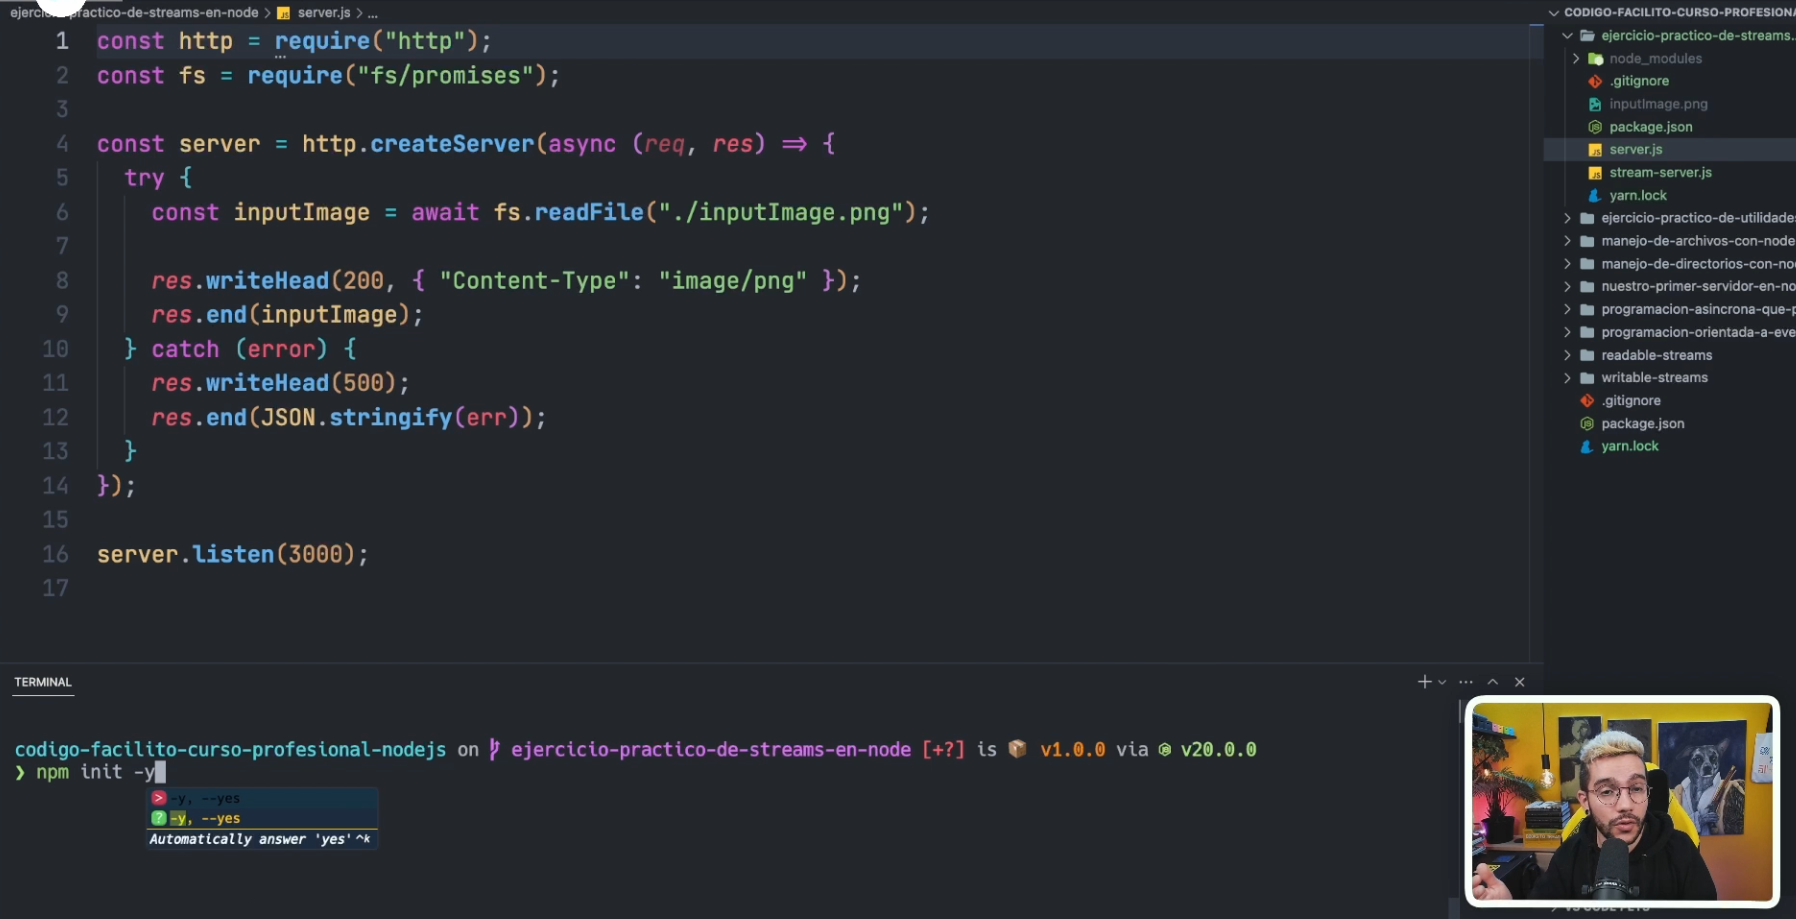 ejercicio-practico-de-streams-en-node > server.js > ...
1 const http = require("http");
2 const fs = require("fs/promises");
3
4 const server = http.createServer(async (req, res) => {
5 try {
6 const inputImage = await fs.readFile("./inputImage.png");
7
8 res.writeHead(200, { "Content-Type": "image/png" });
9 res.end(inputImage);
10 } catch (error) {
11 res.writeHead(500);
12 res.end(JSON.stringify(err));
13 }
14 });
15
16 server.listen(3000);
17
CODIGO-FACILITO-CURSO-PROFESIONA
ejercicio-practico-de-streams...
node_modules
.gitignore
inputImage.png
package.json
server.js
stream-server.js
yarn.lock
ejercicio-practico-de-utilidades
manejo-de-archivos-con-node
manejo-de-directorios-con-no
nuestro-primer-servidor-en-no
programacion-asincrona-que-p
programacion-orientada-a-eve
readable-streams
writable-streams
.gitignore
package.json
yarn.lock
TERMINAL
codigo-facilito-curso-profesional-nodejs on ejercicio-practico-de-streams-en-node [+?] is 📦 v1.0.0 via v20.0.0
❯ npm init -y
-y, --yes
-y, --yes
Automatically answer 'yes' ^k